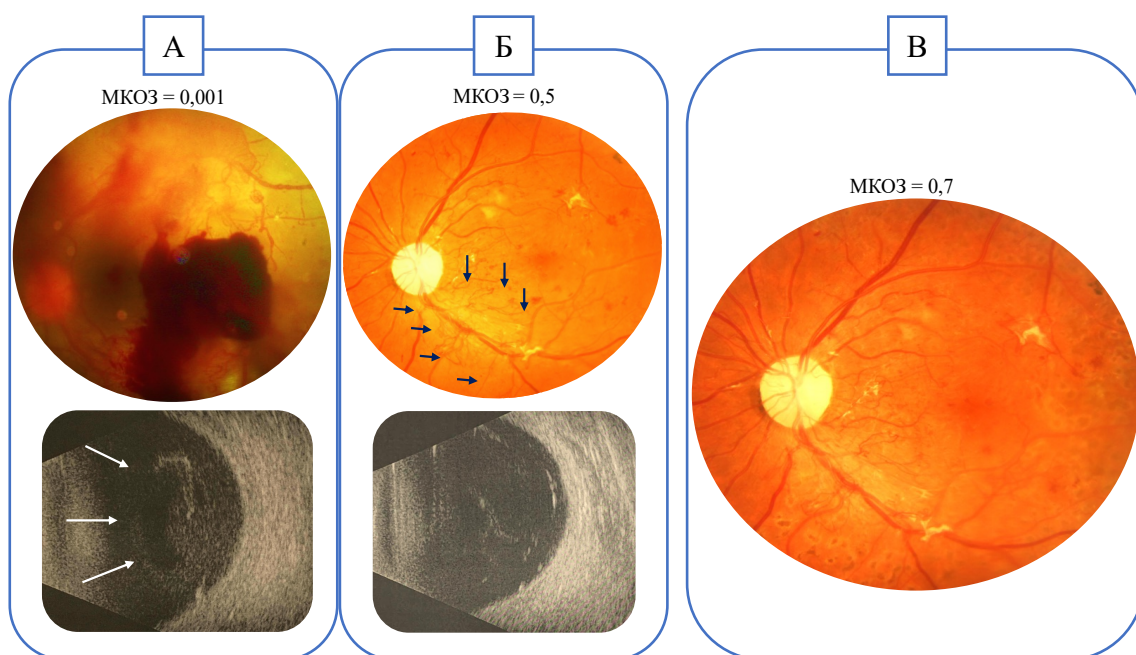 А
Б
В
МКОЗ = 0,001
МКОЗ = 0,5
МКОЗ = 0,7